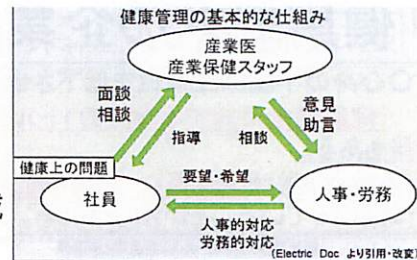 健康管理の基本的な仕組み
産業医
産業保健スタッフ
面談
相談
指導
相談
意見
助言
健康上の問題
社員
要望・希望
人事・労務
人事的対応
労務的対応
(Electric Doc より引用・改変)